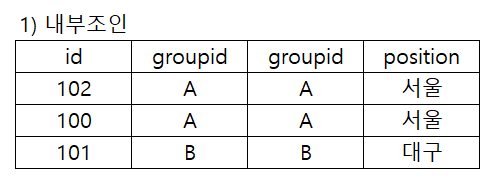 1) 내부조인
id groupid groupid position
102 A A 서울
100 A A 서울
101 B B 대구